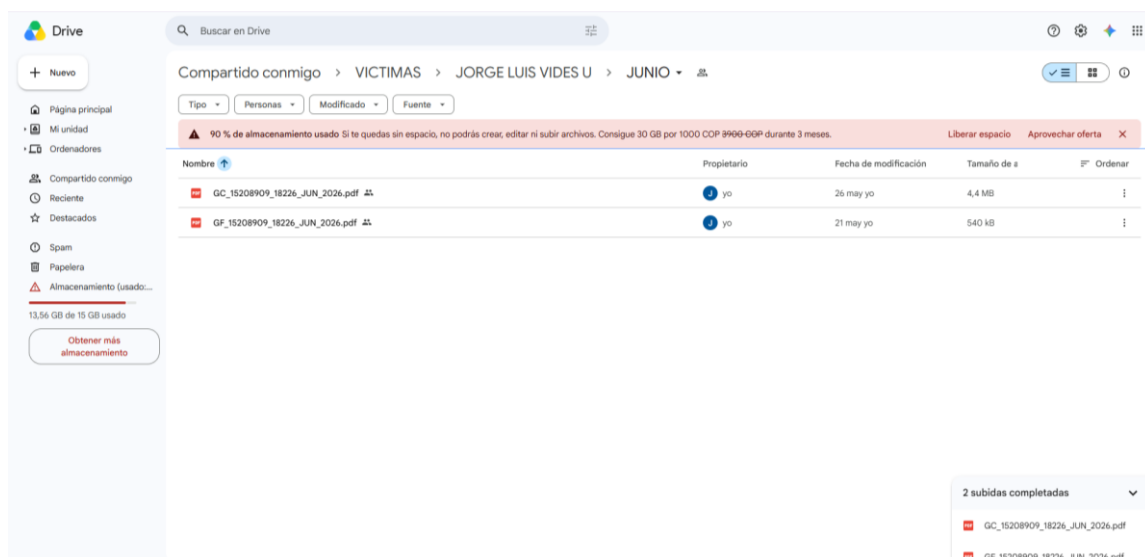 Drive
Buscar en Drive
Nuevo
Compartido conmigo > VICTIMAS > JORGE LUIS VIDES U > JUNIO
Tipo Personas Modificado Fuente
Página principal
Mi unidad
Ordenadores
Compartido conmigo
Reciente
Destacados
Spam
Papelera
Almacenamiento (usado:...
13,56 GB de 15 GB usado
Obtener más
almacenamiento
90 % de almacenamiento usado Si te quedas sin espacio, no podrás crear, editar ni subir archivos. Consigue 30 GB por 1000 COP 3900 COP durante 3 meses. Liberar espacio Aprovechar oferta
Nombre Propietario Fecha de modificación Tamaño de a Ordenar
PDF GC_15208909_18226_JUN_2026.pdf J yo 26 may yo 4,4 MB
PDF GF_15208909_18226_JUN_2026.pdf J yo 21 may yo 540 kB
2 subidas completadas
PDF GC_15208909_18226_JUN_2026.pdf
GF_15208909_18226_JUN_2026.pdf